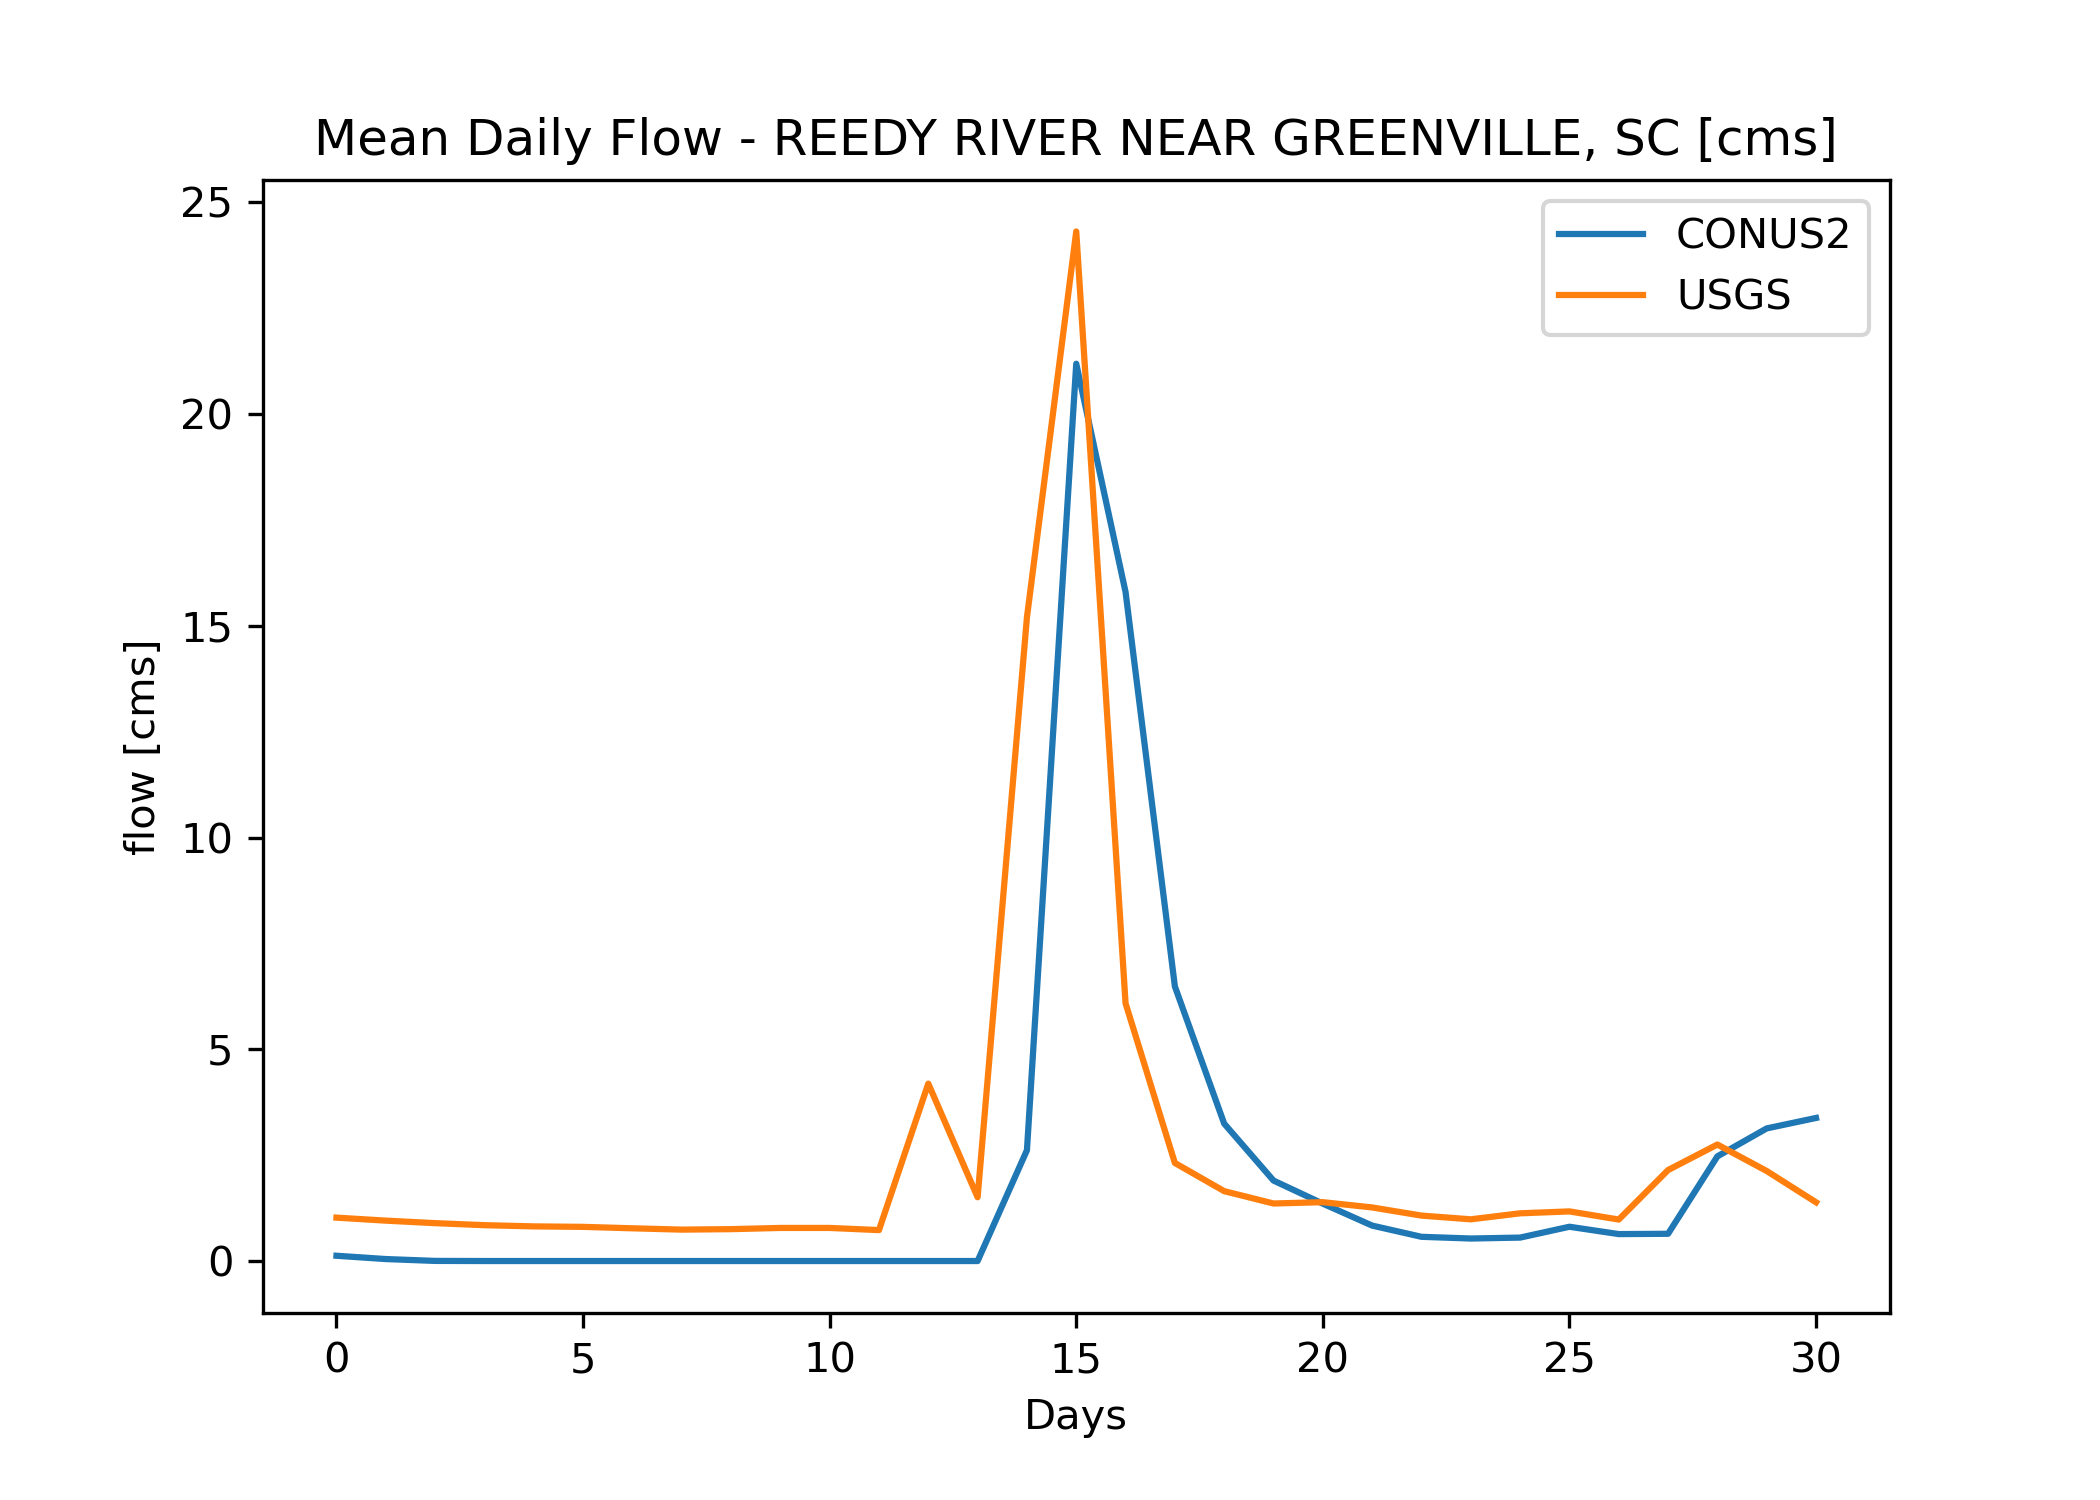 Mean Daily Flow - REEDY RIVER NEAR GREENVILLE, SC [cms]
CONUS2
USGS
25
20
15
10
5
0
flow [cms]
0 5 10 15 20 25 30
Days